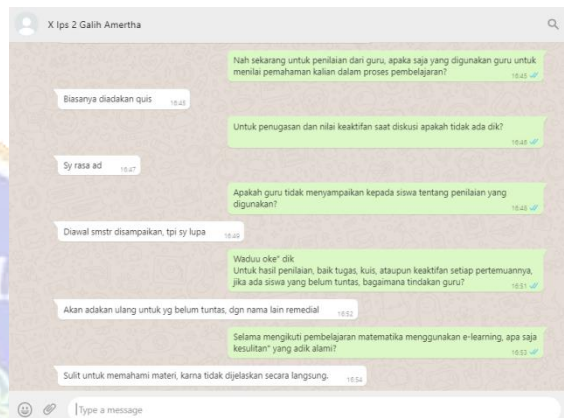 X Ips 2 Galih Amertha
Nah sekarang untuk penilaian dari guru, apaka saja yang digunakan guru untuk
menilai pemahaman kalian dalam proses pembelajaran?
16:45
Biasanya diadakan quis
16:45
Untuk penugasan dan nilai keaktifan saat diskusi apakah tidak ada dik?
16:46
Sy rasa ad
16:47
Apakah guru tidak menyampaikan kepada siswa tentang penilaian yang
digunakan?
16:48
Diawal smstr disampaikan, tpi sy lupa
16:49
Waduu oke" dik
Untuk hasil penilaian, baik tugas, kuis, ataupun keaktifan setiap pertemuannya,
jika ada siswa yang belum tuntas, bagaimana tindakan guru?
16:51
Akan adakan ulang untuk yg belum tuntas, dgn nama lain remedial
16:52
Selama mengikuti pembelajaran matematika menggunakan e-learning, apa saja
kesulitan" yang adik alami?
16:53
Sulit untuk memahami materi, karna tidak dijelaskan secara langsung.
16:54
Type a message